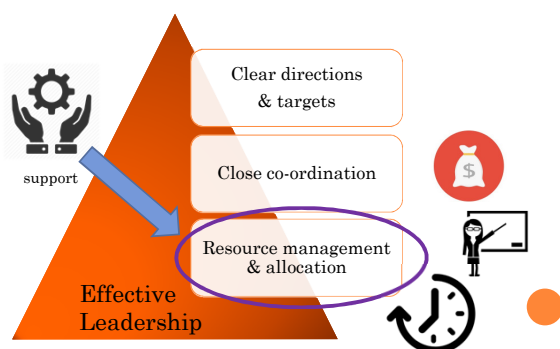 Clear directions
& targets
support
Close co-ordination
Resource management
& allocation
Effective
Leadership
$